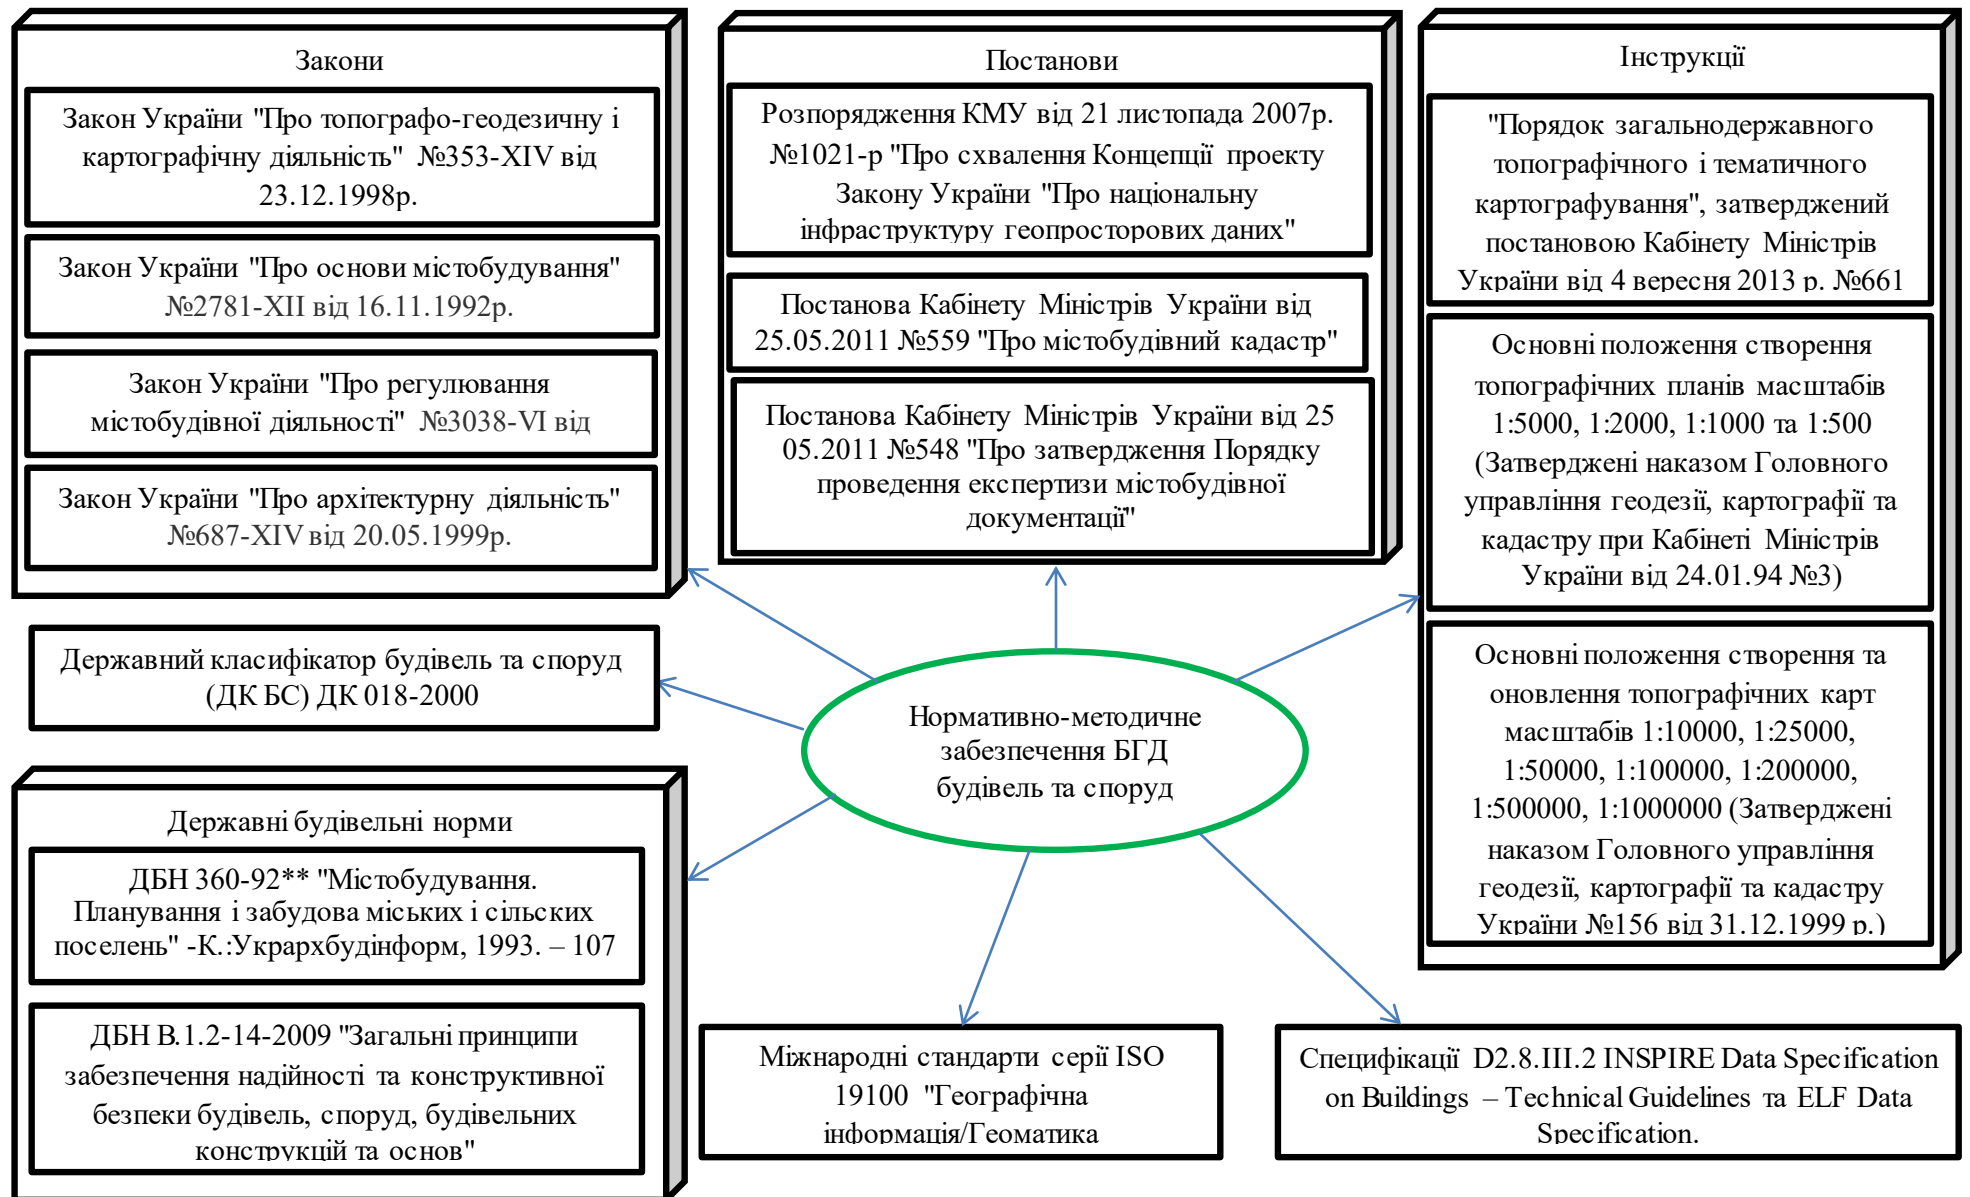 Закони
Закон України "Про топографо-геодезичну і
картографічну діяльність" №353-XIV від
23.12.1998р.
Закон України "Про основи містобудування"
№2781-XII від 16.11.1992р.
Закон України "Про регулювання
містобудівної діяльності" №3038-VI від
Закон України "Про архітектурну діяльність"
№687-XIV від 20.05.1999р.
Постанови
Розпорядження КМУ від 21 листопада 2007р.
№1021-р "Про схвалення Концепції проекту
Закону України "Про національну
інфраструктуру геопросторових даних"
Постанова Кабінету Міністрів України від
25.05.2011 №559 "Про містобудівний кадастр"
Постанова Кабінету Міністрів України від 25
05.2011 №548 "Про затвердження Порядку
проведення експертизи містобудівної
документації"
Інструкції
"Порядок загальнодержавного
топографічного і тематичного
картографування", затверджений
постановою Кабінету Міністрів
України від 4 вересня 2013 р. №661
Основні положення створення
топографічних планів масштабів
1:5000, 1:2000, 1:1000 та 1:500
(Затверджені наказом Головного
управління геодезії, картографії та
кадастру при Кабінеті Міністрів
України від 24.01.94 №3)
Основні положення створення та
оновлення топографічних карт
масштабів 1:10000, 1:25000,
1:50000, 1:100000, 1:200000,
1:500000, 1:1000000 (Затверджені
наказом Головного управління
геодезії, картографії та кадастру
України №156 від 31.12.1999 р.)
Державний класифікатор будівель та споруд
(ДК БС) ДК 018-2000
Нормативно-методичне
забезпечення БГД
будівель та споруд
Державні будівельні норми
ДБН 360-92** "Містобудування.
Планування і забудова міських і сільских
поселень" -К.:Укрархбудінформ, 1993. – 107
ДБН В.1.2-14-2009 "Загальні принципи
забезпечення надійності та конструктивної
безпеки будівель, споруд, будівельних
конструкцій та основ"
Міжнародні стандарти серії ISO
19100 "Географічна
інформація/Геоматика
Специфікації D2.8.III.2 INSPIRE Data Specification
on Buildings – Technical Guidelines та ELF Data
Specification.